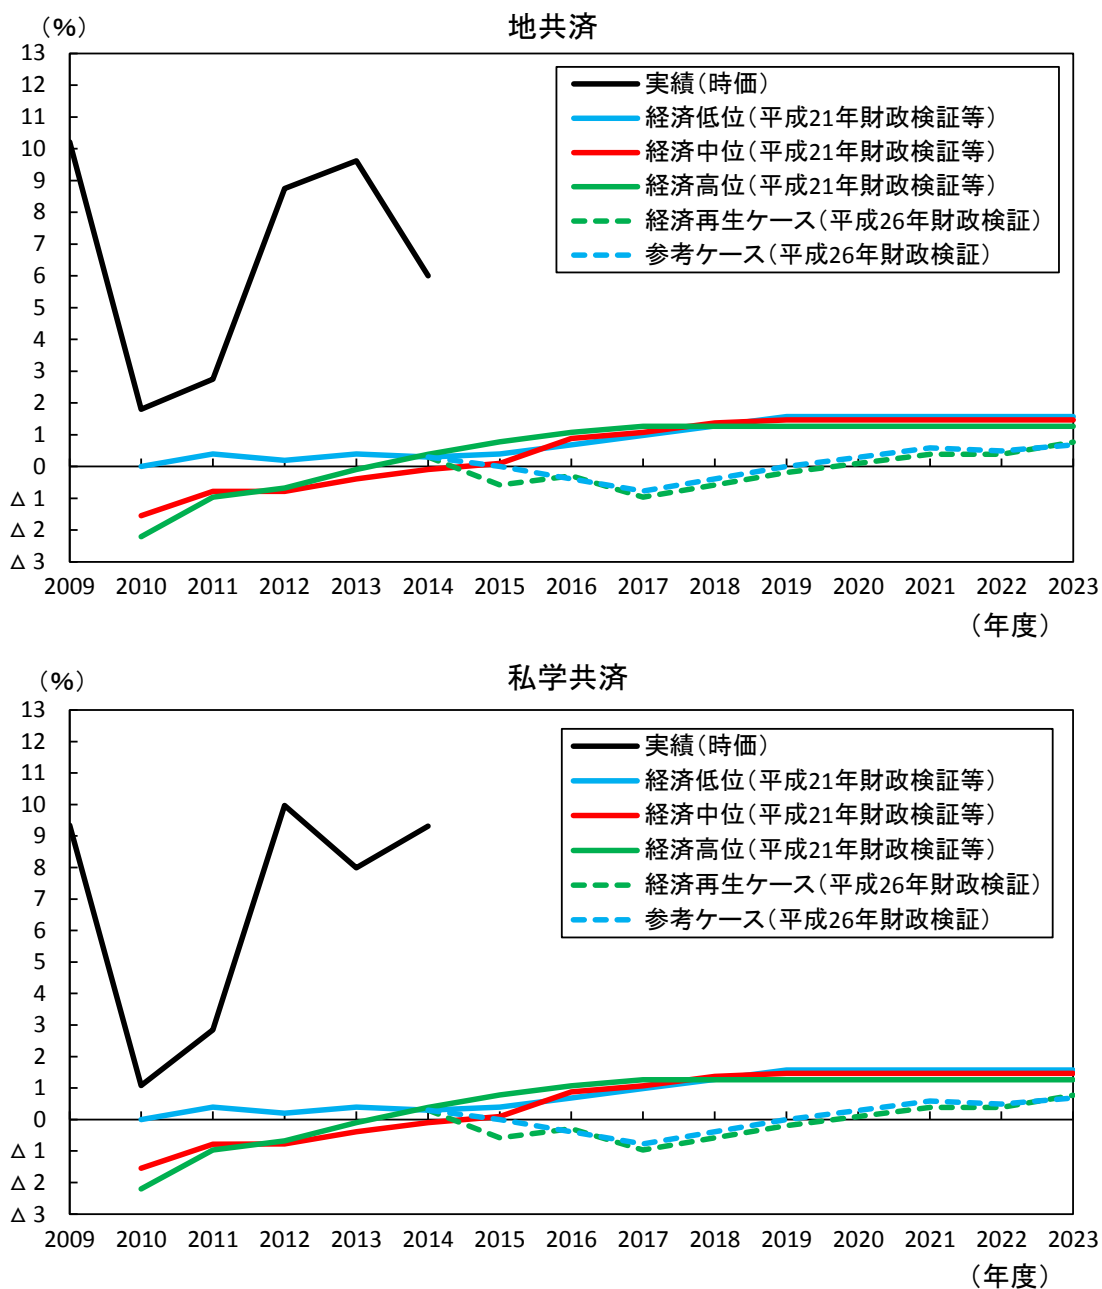 （%）
地共済
13
12
11
10
9
8
7
6
5
4
3
2
1
0
△ 1
△ 2
△ 3
実績（時価）
経済低位（平成21年財政検証等）
経済中位（平成21年財政検証等）
経済高位（平成21年財政検証等）
経済再生ケース（平成26年財政検証）
参考ケース（平成26年財政検証）
2009 2010 2011 2012 2013 2014 2015 2016 2017 2018 2019 2020 2021 2022 2023
（年度）
（%）
私学共済
13
12
11
10
9
8
7
6
5
4
3
2
1
0
△ 1
△ 2
△ 3
実績（時価）
経済低位（平成21年財政検証等）
経済中位（平成21年財政検証等）
経済高位（平成21年財政検証等）
経済再生ケース（平成26年財政検証）
参考ケース（平成26年財政検証）
2009 2010 2011 2012 2013 2014 2015 2016 2017 2018 2019 2020 2021 2022 2023
（年度）